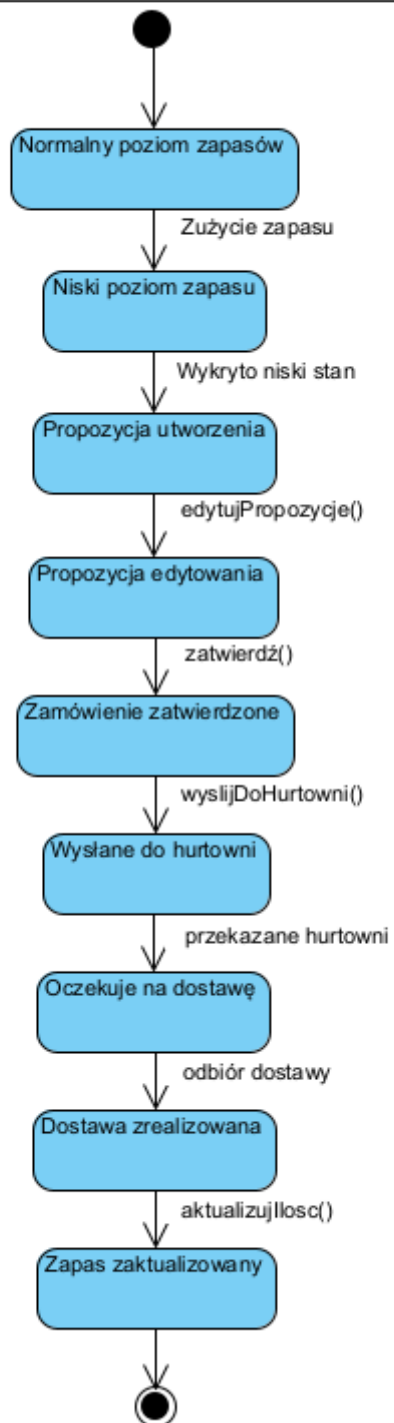 Normalny poziom zapasów
Zużycie zapasu
Niski poziom zapasu
Wykryto niski stan
Propozycja utworzenia
edytujPropozycje()
Propozycja edytowania
zatwierdź()
Zamówienie zatwierdzone
wyslijDoHurtowni()
Wysłane do hurtowni
przekazane hurtowni
Oczekuje na dostawę
odbiór dostawy
Dostawa zrealizowana
aktualizujIlosc()
Zapas zaktualizowany